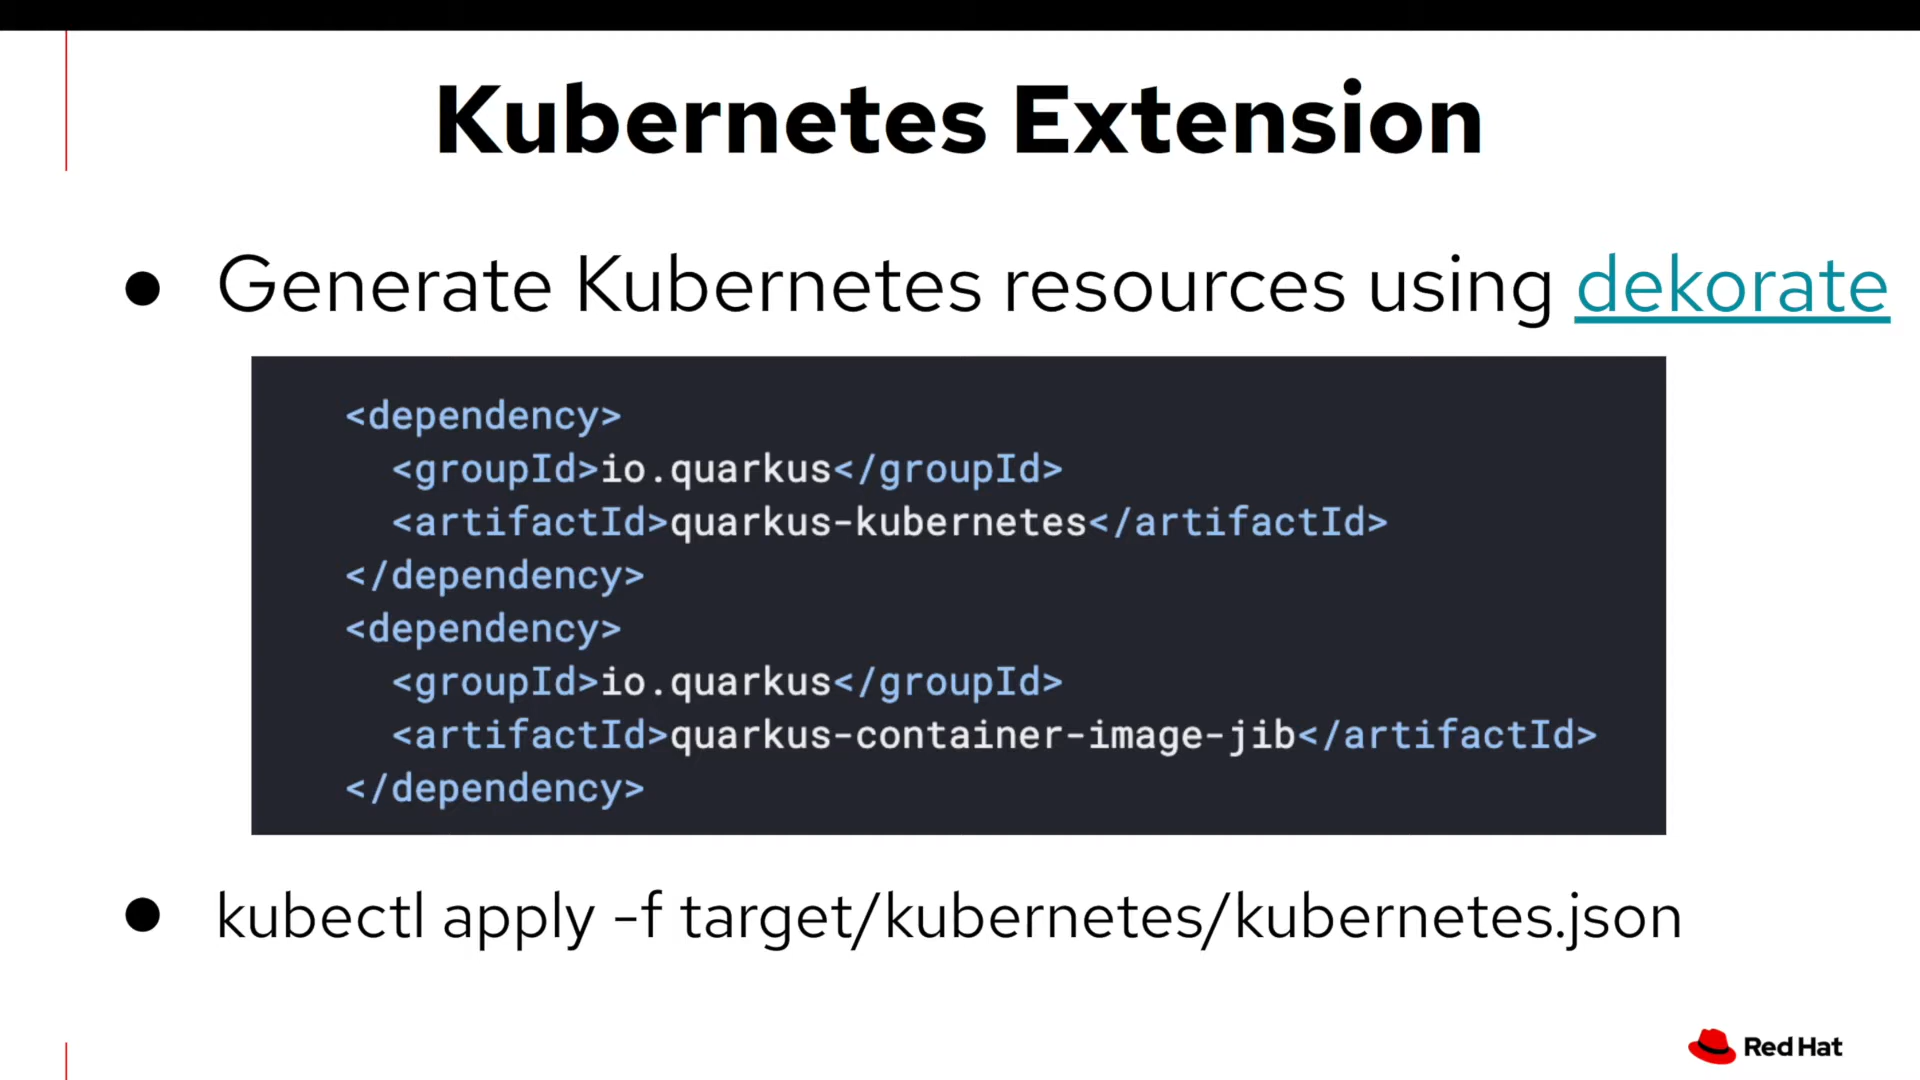 Kubernetes Extension
● Generate Kubernetes resources using dekorate
<dependency>
<groupId>io.quarkus</groupId>
<artifactId>quarkus-kubernetes</artifactId>
</dependency>
<dependency>
<groupId>io.quarkus</groupId>
<artifactId>quarkus-container-image-jib</artifactId>
</dependency>
● kubectl apply -f target/kubernetes/kubernetes.json
Red Hat